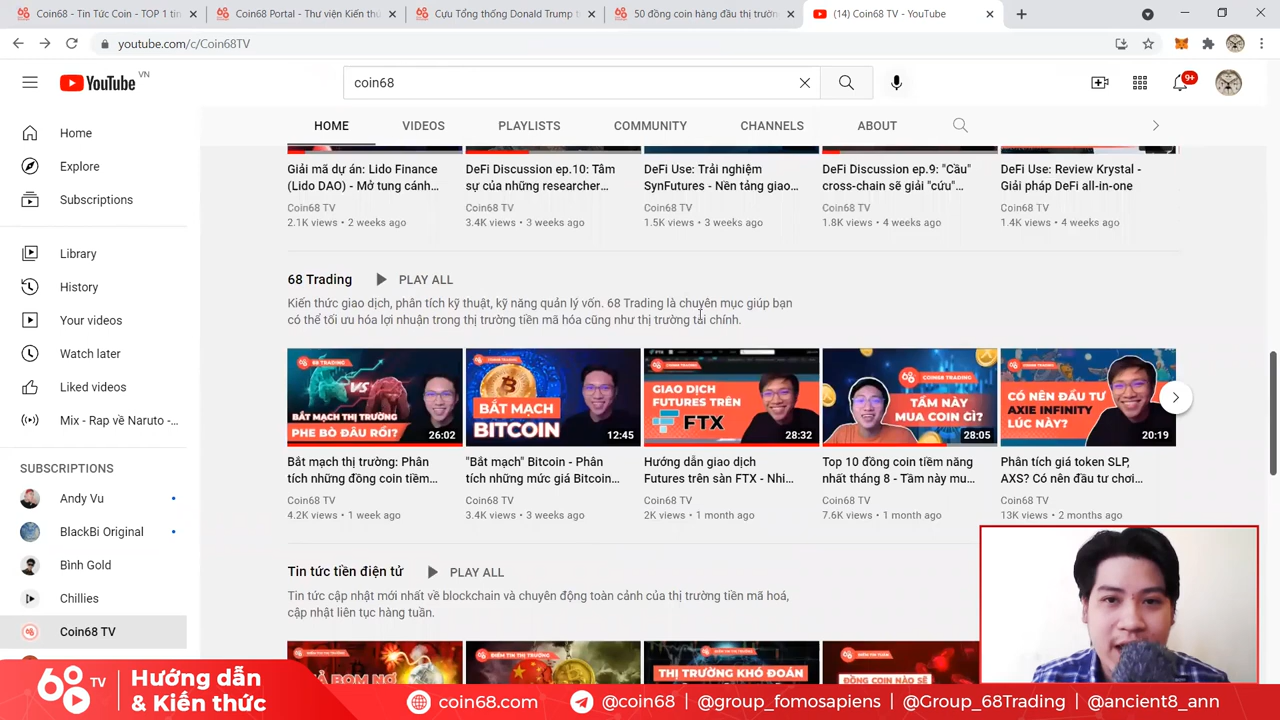 Coin68 - Tin Tức Coin - TOP 1 tin
Coin68 Portal - Thư viện Kiến thứ
Cựu Tổng thống Donald Trump t
50 đồng coin hàng đầu thị trườn
(14) Coin68 TV - YouTube
youtube.com/c/Coin68TV
YouTube VN
coin68
9+
HOME VIDEOS PLAYLISTS COMMUNITY CHANNELS ABOUT
Home
Explore
Subscriptions
Library
History
Your videos
Watch later
Liked videos
Mix - Rap về Naruto -...
SUBSCRIPTIONS
Andy Vu
BlackBi Original
Bình Gold
Chillies
Coin68 TV
Giải mã dự án: Lido Finance
(Lido DAO) - Mở tung cánh...
Coin68 TV
2.1K views • 2 weeks ago
DeFi Discussion ep.10: Tâm
sự của những researcher...
Coin68 TV
3.4K views • 3 weeks ago
DeFi Use: Trải nghiệm
SynFutures - Nền tảng giao...
Coin68 TV
1.5K views • 3 weeks ago
DeFi Discussion ep.9: "Cầu"
cross-chain sẽ giải "cứu"...
Coin68 TV
1.8K views • 4 weeks ago
DeFi Use: Review Krystal -
Giải pháp DeFi all-in-one
Coin68 TV
1.4K views • 4 weeks ago
68 Trading PLAY ALL
Kiến thức giao dịch, phân tích kỹ thuật, kỹ năng quản lý vốn. 68 Trading là chuyên mục giúp bạn
có thể tối ưu hóa lợi nhuận trong thị trường tiền mã hóa cũng như thị trường tài chính.
68 TRADING
VS
BẮT MẠCH THỊ TRƯỜNG
PHE BÒ ĐÂU RỒI?
26:02
BẮT MẠCH
BITCOIN
12:45
GIAO DỊCH
FUTURES TRÊN
FTX
28:32
COIN68 TRADING
TẦM NÀY
MUA COIN GÌ?
28:05
COIN68 TRADING
CÓ NÊN ĐẦU TƯ
AXIE INFINITY
LÚC NÀY?
20:19
Bắt mạch thị trường: Phân
tích những đồng coin tiềm...
Coin68 TV
4.2K views • 1 week ago
"Bắt mạch" Bitcoin - Phân
tích những mức giá Bitcoin...
Coin68 TV
3.4K views • 3 weeks ago
Hướng dẫn giao dịch
Futures trên sàn FTX - Nhi...
Coin68 TV
2K views • 1 month ago
Top 10 đồng coin tiềm năng
nhất tháng 8 - Tầm này mu...
Coin68 TV
7.6K views • 1 month ago
Phân tích giá token SLP,
AXS? Có nên đầu tư chơi...
Coin68 TV
13K views • 2 months ago
Tin tức tiền điện tử PLAY ALL
Tin tức cập nhật mới nhất về blockchain và chuyển động toàn cảnh của thị trường tiền mã hoá,
cập nhật liên tục hàng tuần.
THỊ TRƯỜNG KHÓ ĐOÁN
68 TV
Hướng dẫn
& Kiến thức
coin68.com
@coin68 | @group_fomosapiens | @Group_68Trading | @ancient8_ann